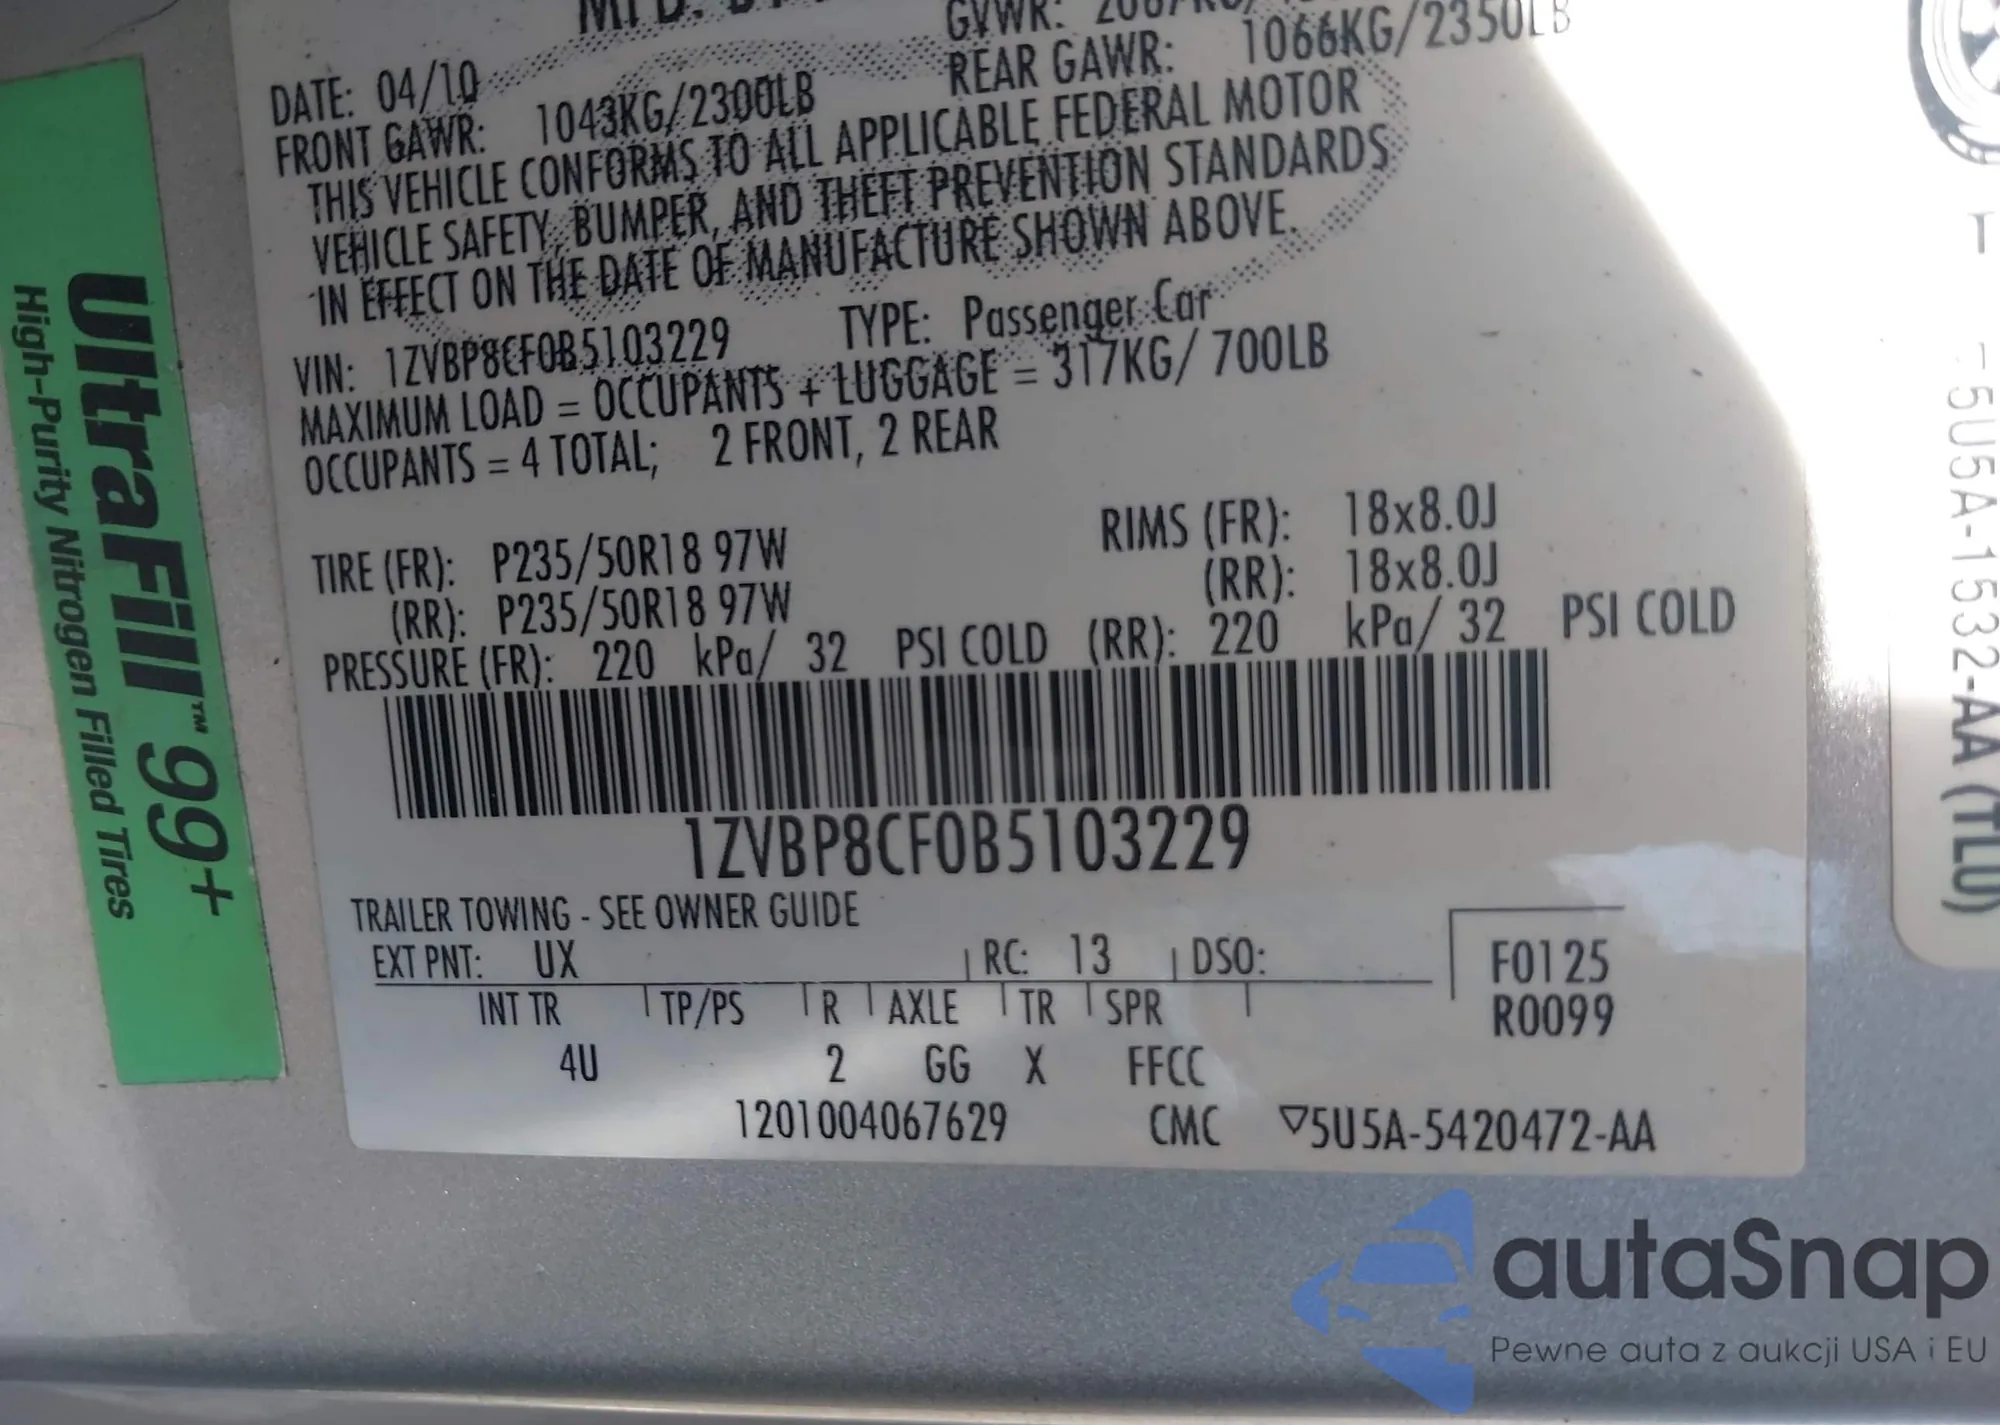 DATE: 04/10
FRONT GAWR: 1043KG/2300LB
GVWR:
REAR GAWR: 1066KG/2350LB
THIS VEHICLE CONFORMS TO ALL APPLICABLE FEDERAL MOTOR
VEHICLE SAFETY, BUMPER, AND THEFT PREVENTION STANDARDS
IN EFFECT ON THE DATE OF MANUFACTURE SHOWN ABOVE.
VIN: 1ZVBP8CF0B5103229 TYPE: Passenger Car
MAXIMUM LOAD = OCCUPANTS + LUGGAGE = 317KG/ 700LB
OCCUPANTS = 4 TOTAL; 2 FRONT, 2 REAR
TIRE (FR): P235/50R18 97W RIMS (FR): 18x8.0J
(RR): P235/50R18 97W (RR): 18x8.0J
PRESSURE (FR): 220 kPa/ 32 PSI COLD (RR): 220 kPa/ 32 PSI COLD
1ZVBP8CF0B5103229
TRAILER TOWING - SEE OWNER GUIDE
EXT PNT: UX RC: 13 DSO:
INT TR TP/PS R AXLE TR SPR
4U 2 GG X FFCC
F0125
R0099
1201004067629 CMC ▽5U5A-5420472-AA
UltraFill™ 99+
High-Purity Nitrogen Filled Tires
5U5A-1532-AA (TLU)
autaSnap
Pewne auta z aukcji USA i EU